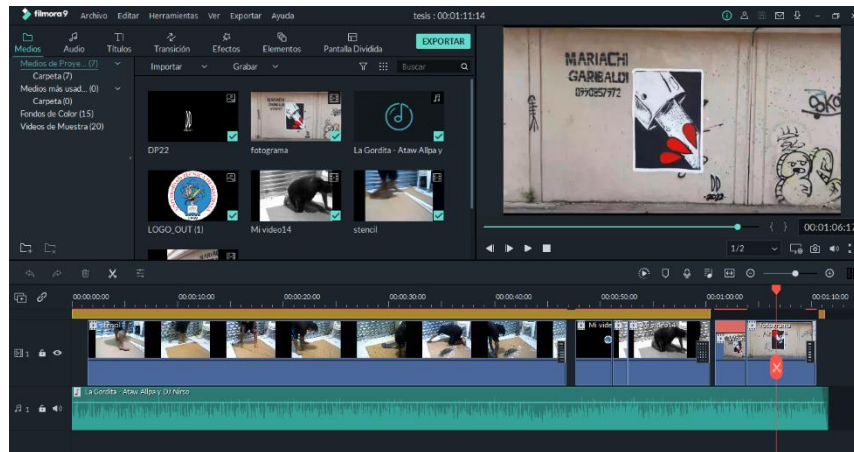 filmora9 Archivo Editar Herramientas Ver Exportar Ayuda tesis : 00:01:11:14
Medios Audio Títulos Transición Efectos Elementos Pantalla Dividida EXPORTAR
Medios de Proye... (7) Importar Grabar Buscar
Carpeta (7)
Medios más usad... (0)
Carpeta (0)
Fondos de Color (15)
Videos de Muestra (20)
DP22 fotograma La Gordita - Ataw Allpa y
LOGO_OUT (1) Mi video14 stencil
MARIACHI
GARIBALDI
0990857972
00:01:06:17
1/2
00:00:00:00 00:00:10:00 00:00:20:00 00:00:30:00 00:00:40:00 00:00:50:00 00:01:00:00 00:01:10:00
stencil Mi vide fotograma
1
La Gordita - Ataw Allpa y DJ Nirso
1